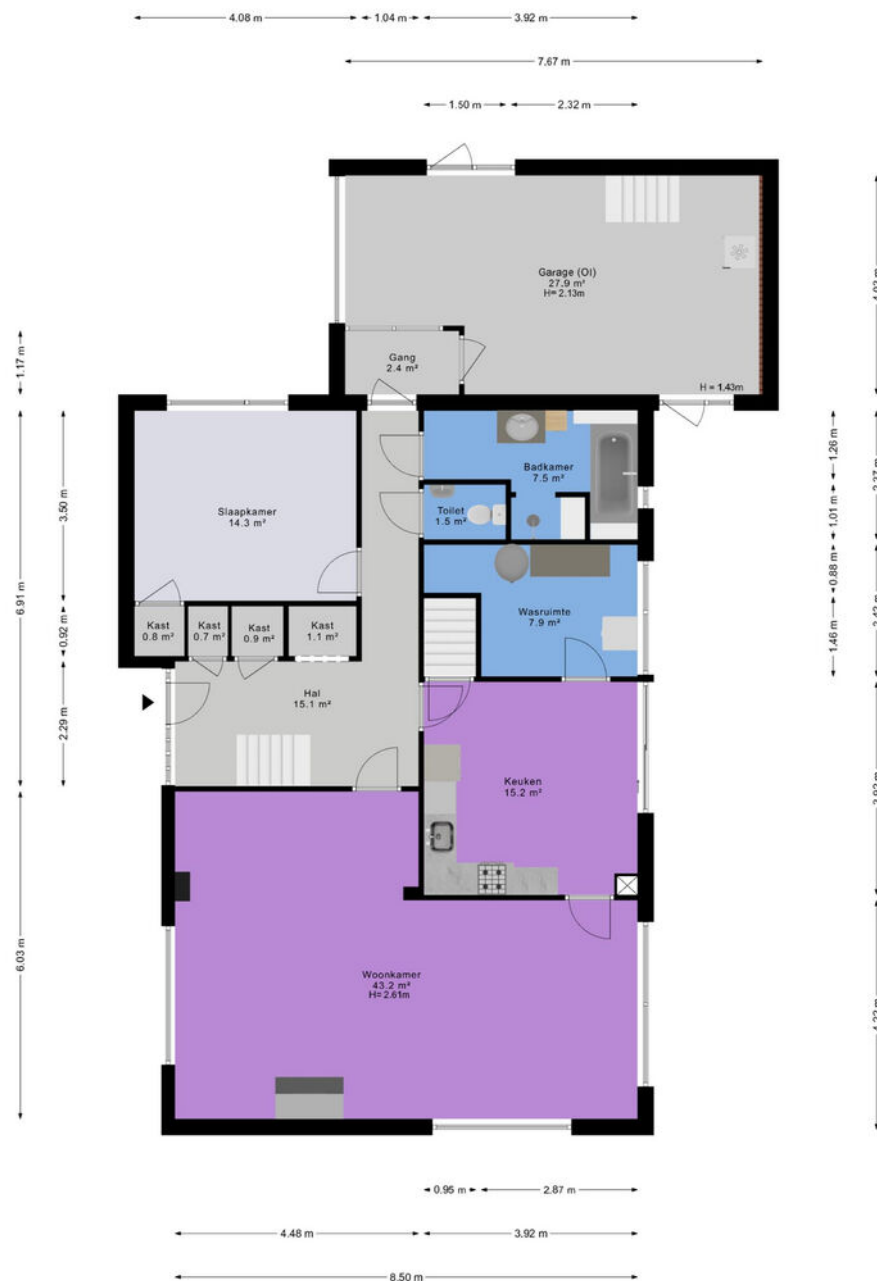 4.08 m
1.04 m
3.92 m
7.67 m
1.50 m
2.32 m
Garage (OI)
27.9 m²
H= 2.13m
1.17 m
Gang
2.4 m²
H = 1.43m
6.91 m
3.50 m
Slaapkamer
14.3 m²
Badkamer
7.5 m²
Toilet
1.5 m²
1.26 m
1.01 m
0.88 m
1.46 m
Wasruimte
7.9 m²
0.92 m
Kast
0.8 m²
Kast
0.7 m²
Kast
0.9 m²
Kast
1.1 m²
2.29 m
Hal
15.1 m²
Keuken
15.2 m²
6.03 m
Woonkamer
43.2 m²
H= 2.61m
0.95 m
2.87 m
4.48 m
3.92 m
8.50 m